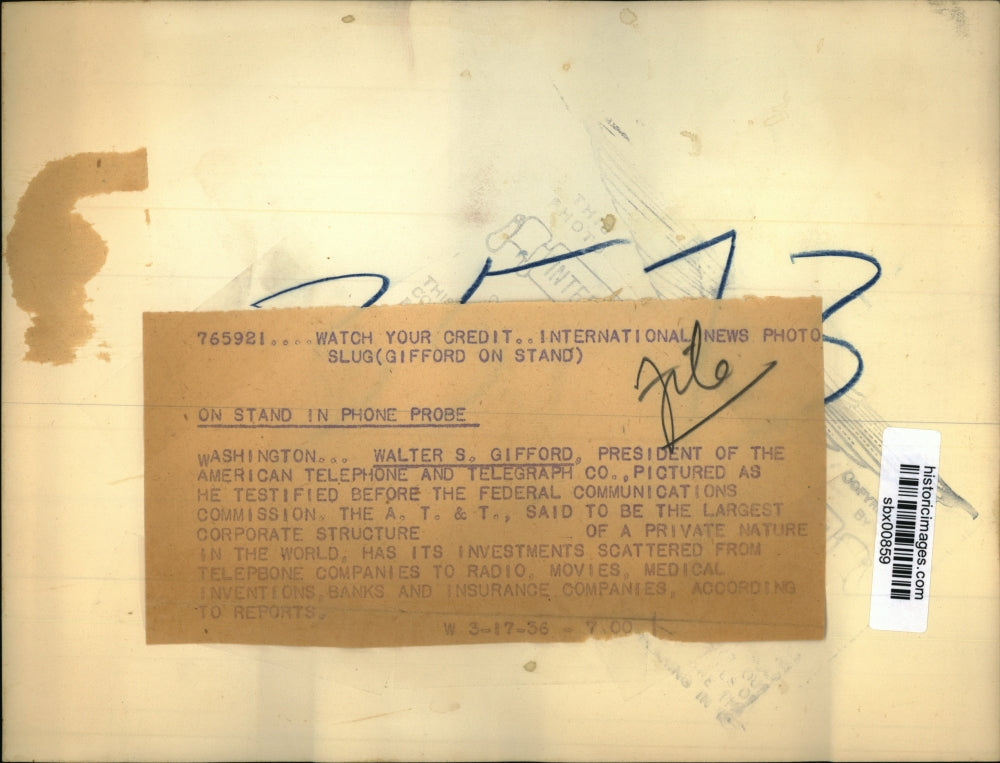 765921....WATCH YOUR CREDIT..INTERNATIONAL NEWS PHOTO
SLUG(GIFFORD ON STAND)
file
ON STAND IN PHONE PROBE
WASHINGTON... WALTER S. GIFFORD, PRESIDENT OF THE
AMERICAN TELEPHONE AND TELEGRAPH CO., PICTURED AS
HE TESTIFIED BEFORE THE FEDERAL COMMUNICATIONS
COMMISSION. THE A. T. & T., SAID TO BE THE LARGEST
CORPORATE STRUCTURE OF A PRIVATE NATURE
IN THE WORLD, HAS ITS INVESTMENTS SCATTERED FROM
TELEPBONE COMPANIES TO RADIO, MOVIES, MEDICAL
INVENTIONS,BANKS AND INSURANCE COMPANIES, ACCORDING
TO REPORTS.
W 3-17-36 - 7.00
historicimages.com
sbx00859
THIS
PHOTO
INTER